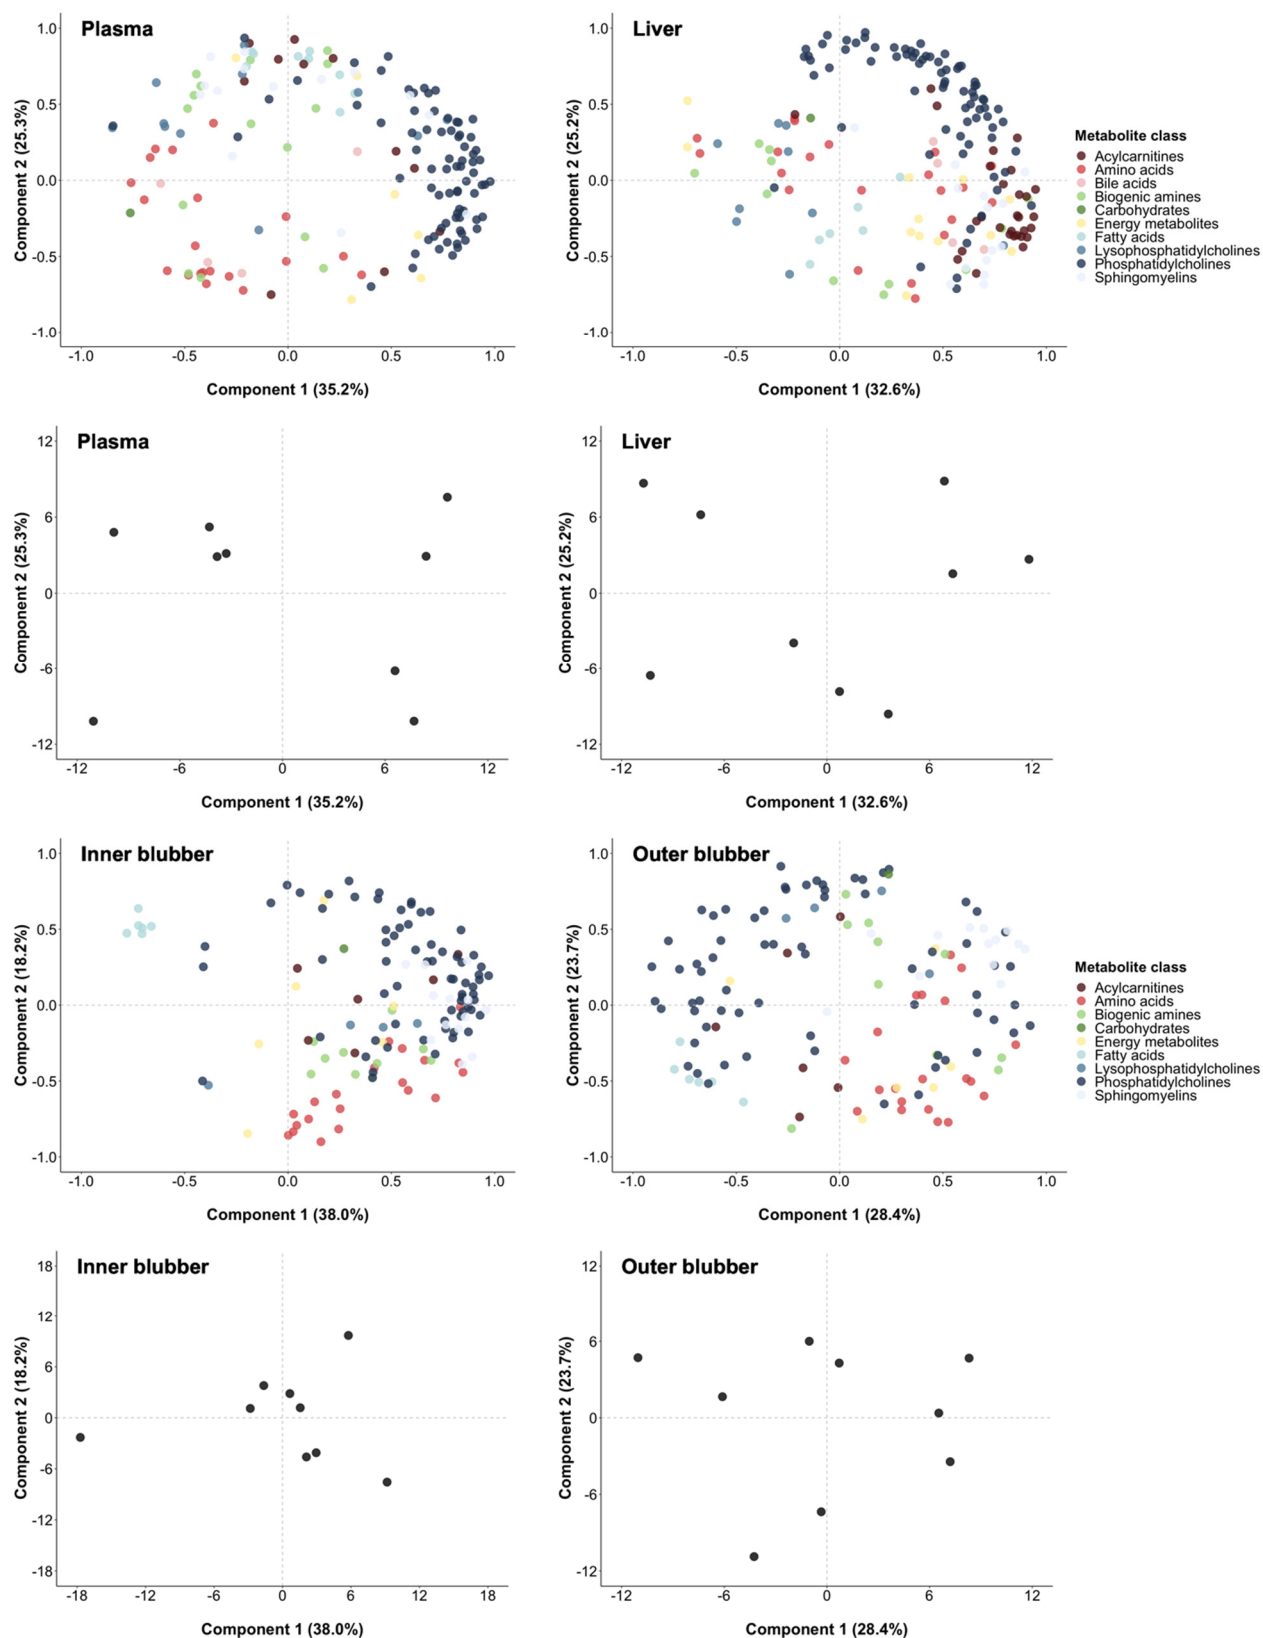 Plasma
1.0
0.5
0.0
-0.5
-1.0
-1.0 -0.5 0.0 0.5 1.0
Component 2 (25.3%)
Component 1 (35.2%)
Liver
1.0
0.5
0.0
-0.5
-1.0
-1.0 -0.5 0.0 0.5 1.0
Component 2 (25.2%)
Component 1 (32.6%)
Metabolite class
Acylcarnitines
Amino acids
Bile acids
Biogenic amines
Carbohydrates
Energy metabolites
Fatty acids
Lysophosphatidylcholines
Phosphatidylcholines
Sphingomyelins
Plasma
12
6
0
-6
-12
-12 -6 0 6 12
Component 2 (25.3%)
Component 1 (35.2%)
Liver
12
6
0
-6
-12
-12 -6 0 6 12
Component 2 (25.2%)
Component 1 (32.6%)
Inner blubber
1.0
0.5
0.0
-0.5
-1.0
-1.0 -0.5 0.0 0.5 1.0
Component 2 (18.2%)
Component 1 (38.0%)
Outer blubber
1.0
0.5
0.0
-0.5
-1.0
-1.0 -0.5 0.0 0.5 1.0
Component 2 (23.7%)
Component 1 (28.4%)
Metabolite class
Acylcarnitines
Amino acids
Biogenic amines
Carbohydrates
Energy metabolites
Fatty acids
Lysophosphatidylcholines
Phosphatidylcholines
Sphingomyelins
Inner blubber
18
12
6
0
-6
-12
-18
-18 -12 -6 0 6 12 18
Component 2 (18.2%)
Component 1 (38.0%)
Outer blubber
12
6
0
-6
-12
-12 -6 0 6 12
Component 2 (23.7%)
Component 1 (28.4%)